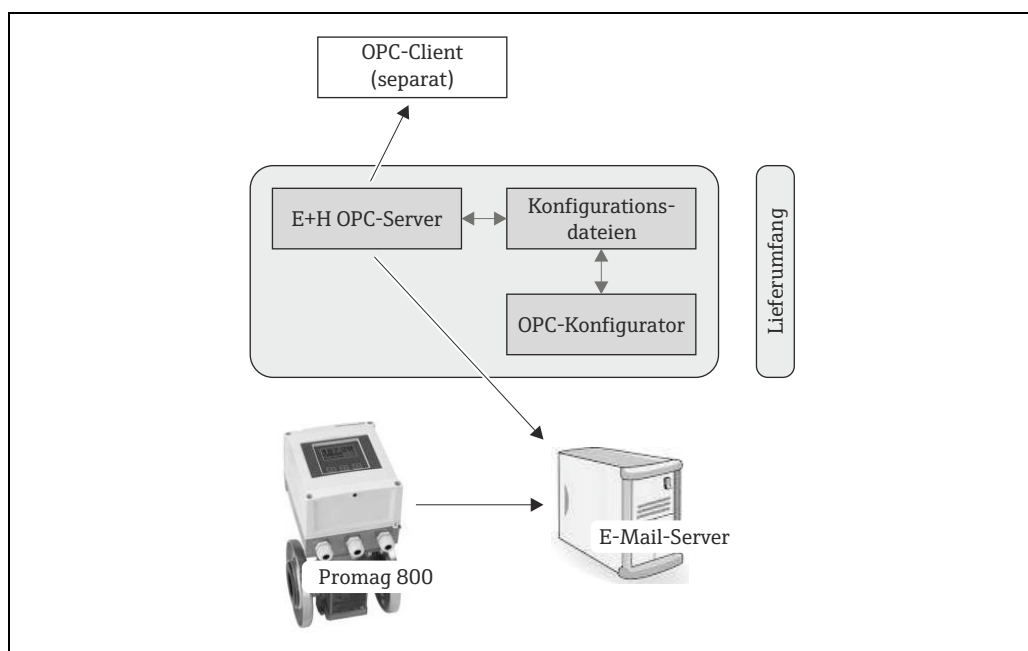 OPC-Client
(separat)
E+H OPC-Server
Konfigurations-
dateien
OPC-Konfigurator
Lieferumfang
E-Mail-Server
Promag 800